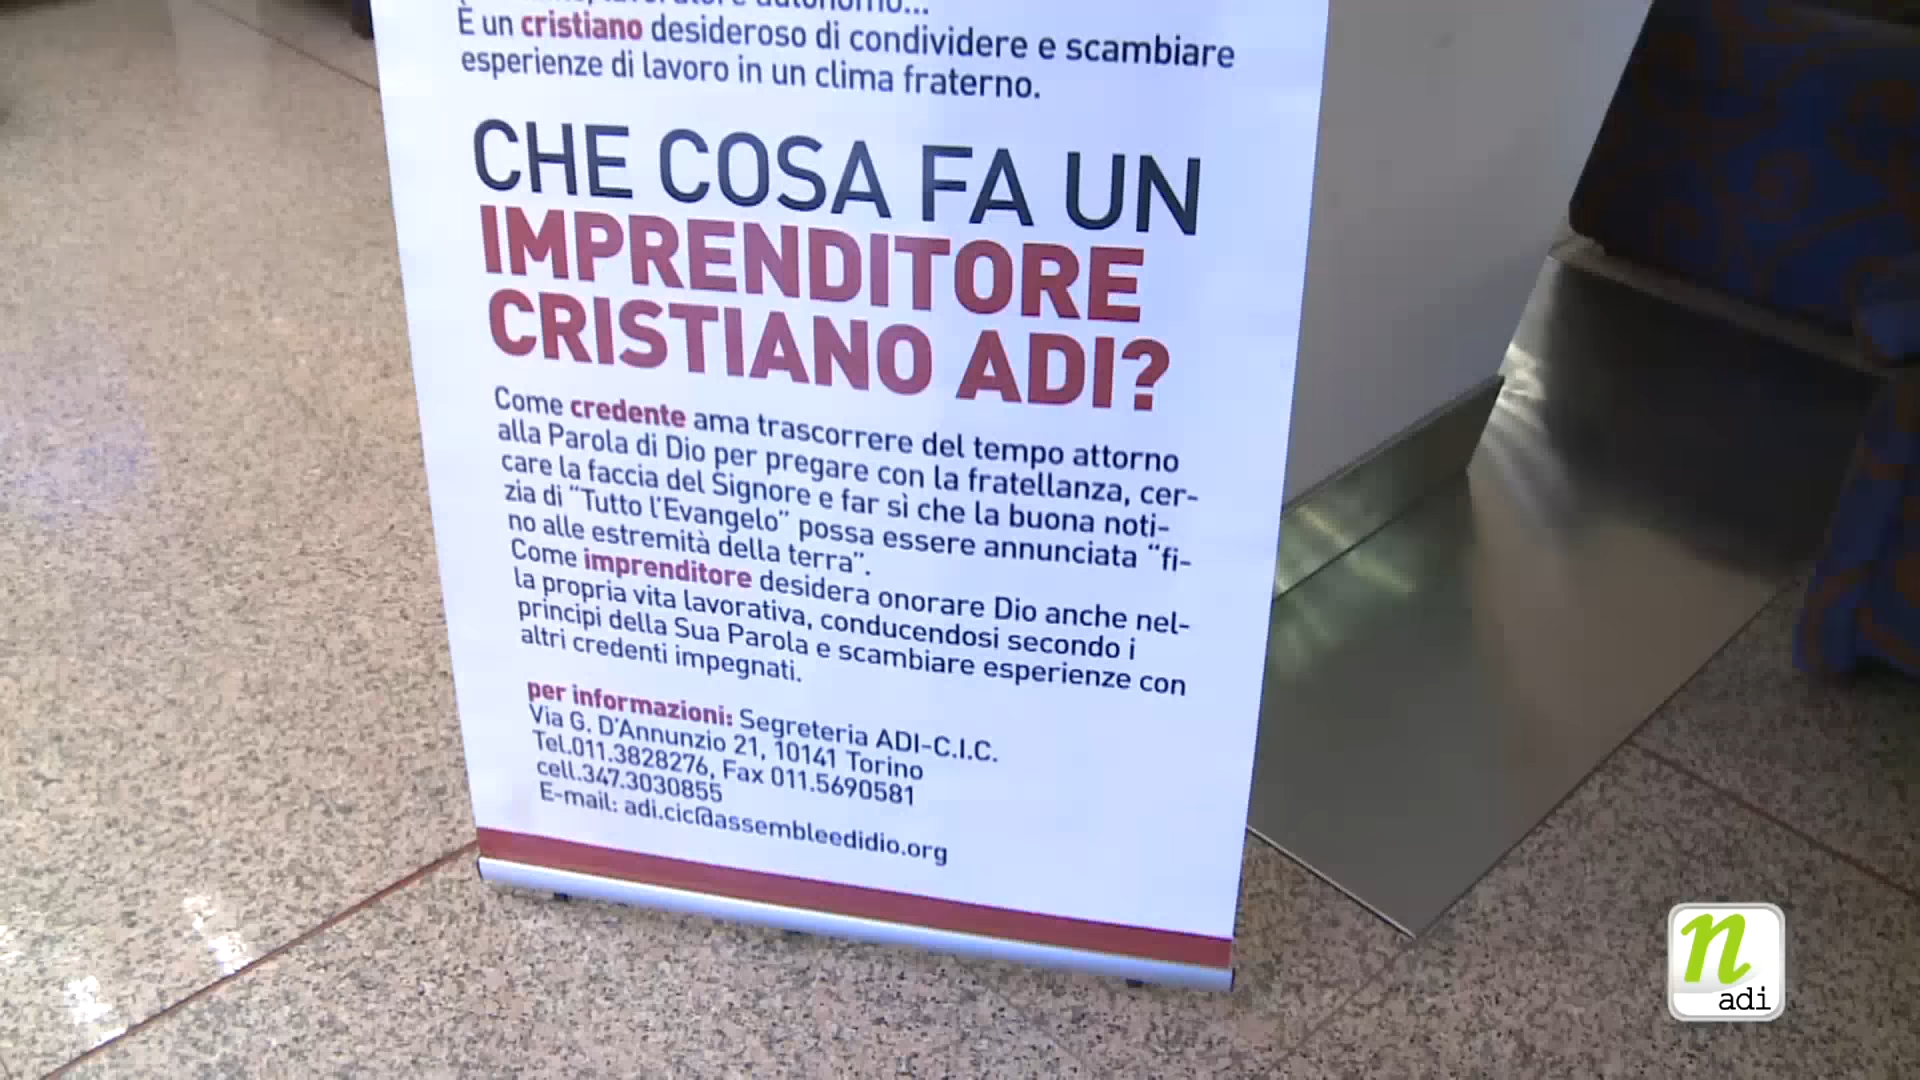 autonomo...
È un cristiano desideroso di condividere e scambiare
esperienze di lavoro in un clima fraterno.
CHE COSA FA UN
IMPRENDITORE
CRISTIANO ADI?
Come credente ama trascorrere del tempo attorno
alla Parola di Dio per pregare con la fratellanza, cer-
care la faccia del Signore e far sì che la buona noti-
zia di “Tutto l'Evangelo” possa essere annunciata “fi-
no alle estremità della terra”.
Come imprenditore desidera onorare Dio anche nel-
la propria vita lavorativa, conducendosi secondo i
principi della Sua Parola e scambiare esperienze con
altri credenti impegnati.
per informazioni: Segreteria ADI-C.I.C.
Via G. D'Annunzio 21, 10141 Torino
Tel.011.3828276, Fax 011.5690581
cell.347.3030855
E-mail: adi.cic@assembleedidio.org
n
adi